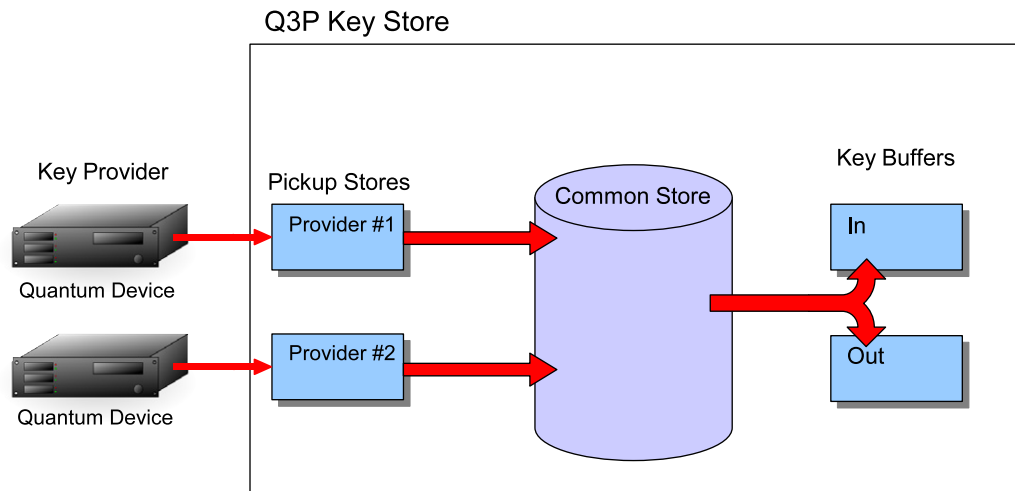 Q3P Key Store
Key Provider
Pickup Stores
Common Store
Key Buffers
Provider #1
In
Quantum Device
Provider #2
Out
Quantum Device